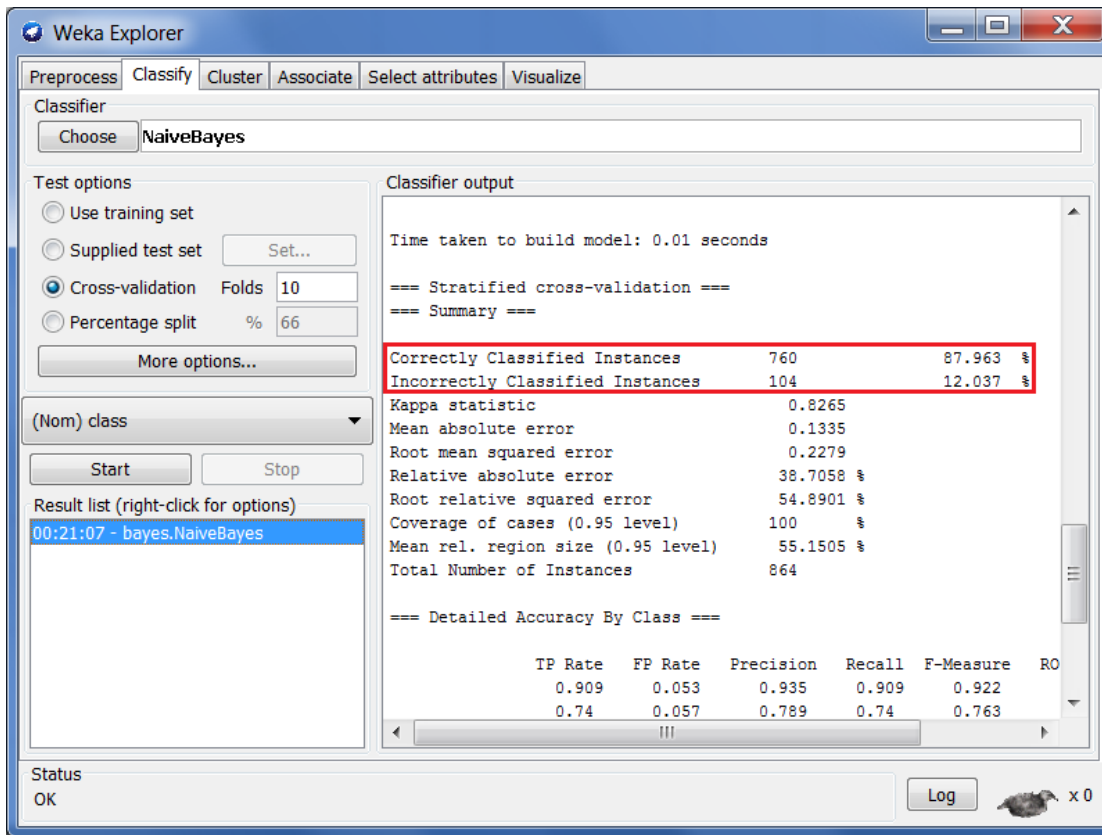 Weka Explorer
Preprocess Classify Cluster Associate Select attributes Visualize
Classifier
Choose NaiveBayes
Test options
Use training set
Supplied test set Set...
Cross-validation Folds 10
Percentage split % 66
More options...
(Nom) class
Start Stop
Result list (right-click for options)
00:21:07 - bayes.NaiveBayes
Classifier output
Time taken to build model: 0.01 seconds
=== Stratified cross-validation ===
=== Summary ===
Correctly Classified Instances 760 87.963 %
Incorrectly Classified Instances 104 12.037 %
Kappa statistic 0.8265
Mean absolute error 0.1335
Root mean squared error 0.2279
Relative absolute error 38.7058 %
Root relative squared error 54.8901 %
Coverage of cases (0.95 level) 100 %
Mean rel. region size (0.95 level) 55.1505 %
Total Number of Instances 864
=== Detailed Accuracy By Class ===
TP Rate FP Rate Precision Recall F-Measure RO
0.909 0.053 0.935 0.909 0.922
0.74 0.057 0.789 0.74 0.763
Status
OK
Log x 0